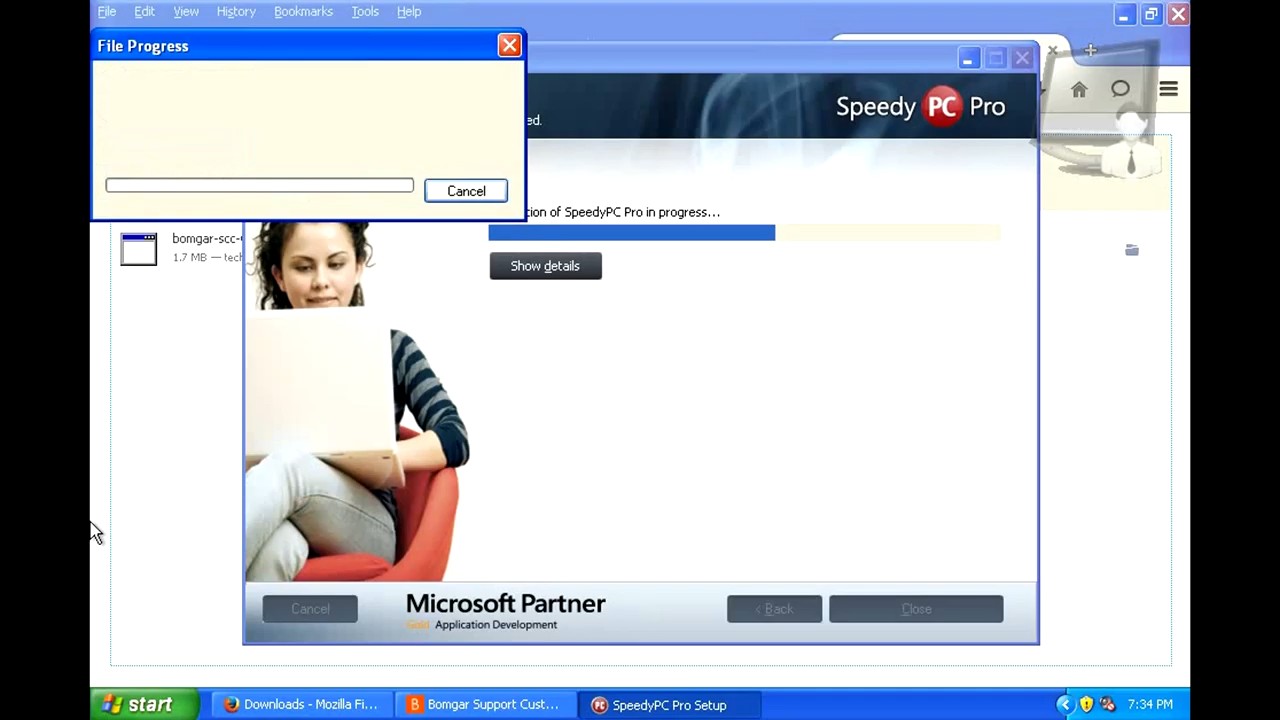 File Edit View History Bookmarks Tools Help
File Progress
Cancel
ed.
Speedy PC Pro
tion of SpeedyPC Pro in progress...
Show details
bomgar-scc-
1.7 MB — tech
Cancel
Microsoft Partner
Gold Application Development
< Back
Close
start
Downloads - Mozilla Fi...
Bomgar Support Cust...
SpeedyPC Pro Setup
7:34 PM